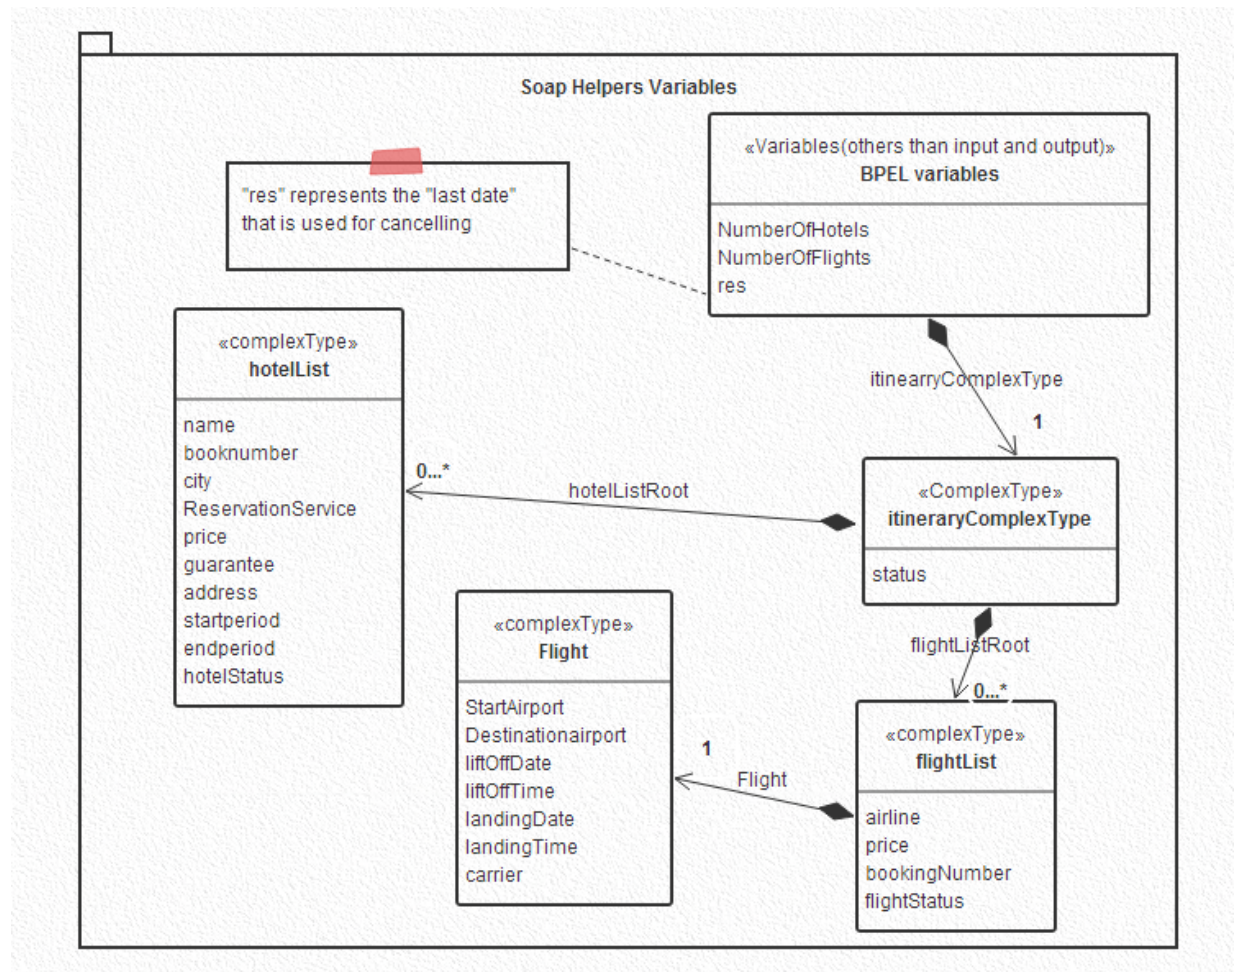 Soap Helpers Variables
«Variables(others than input and output)»
BPEL variables
NumberOfHotels
NumberOfFlights
res
"res" represents the "last date"
that is used for cancelling
«complexType»
hotelList
name
booknumber
city
ReservationService
price
guarantee
address
startperiod
endperiod
hotelStatus
itinearryComplexType
1
0...*
hotelListRoot
«ComplexType»
itineraryComplexType
status
flightListRoot
0...*
«complexType»
Flight
StartAirport
Destinationairport
liftOffDate
liftOffTime
landingDate
landingTime
carrier
1
Flight
«complexType»
flightList
airline
price
bookingNumber
flightStatus